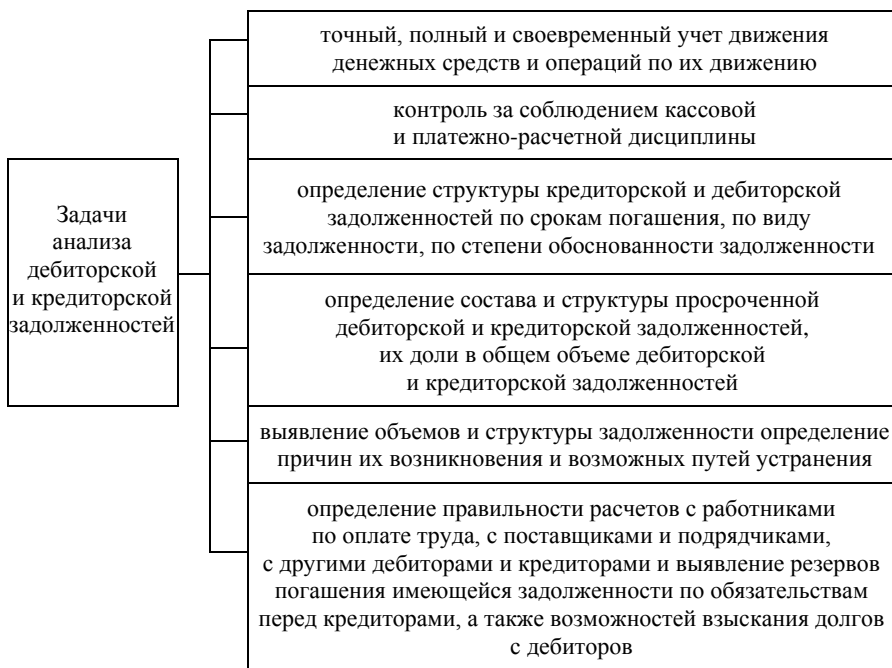 Задачи
анализа
дебиторской
и кредиторской
задолженностей
точный, полный и своевременный учет движения
денежных средств и операций по их движению
контроль за соблюдением кассовой
и платежно-расчетной дисциплины
определение структуры кредиторской и дебиторской
задолженностей по срокам погашения, по виду
задолженности, по степени обоснованности задолженности
определение состава и структуры просроченной
дебиторской и кредиторской задолженностей,
их доли в общем объеме дебиторской
и кредиторской задолженностей
выявление объемов и структуры задолженности определение
причин их возникновения и возможных путей устранения
определение правильности расчетов с работниками
по оплате труда, с поставщиками и подрядчиками,
с другими дебиторами и кредиторами и выявление резервов
погашения имеющейся задолженности по обязательствам
перед кредиторами, а также возможностей взыскания долгов
с дебиторов